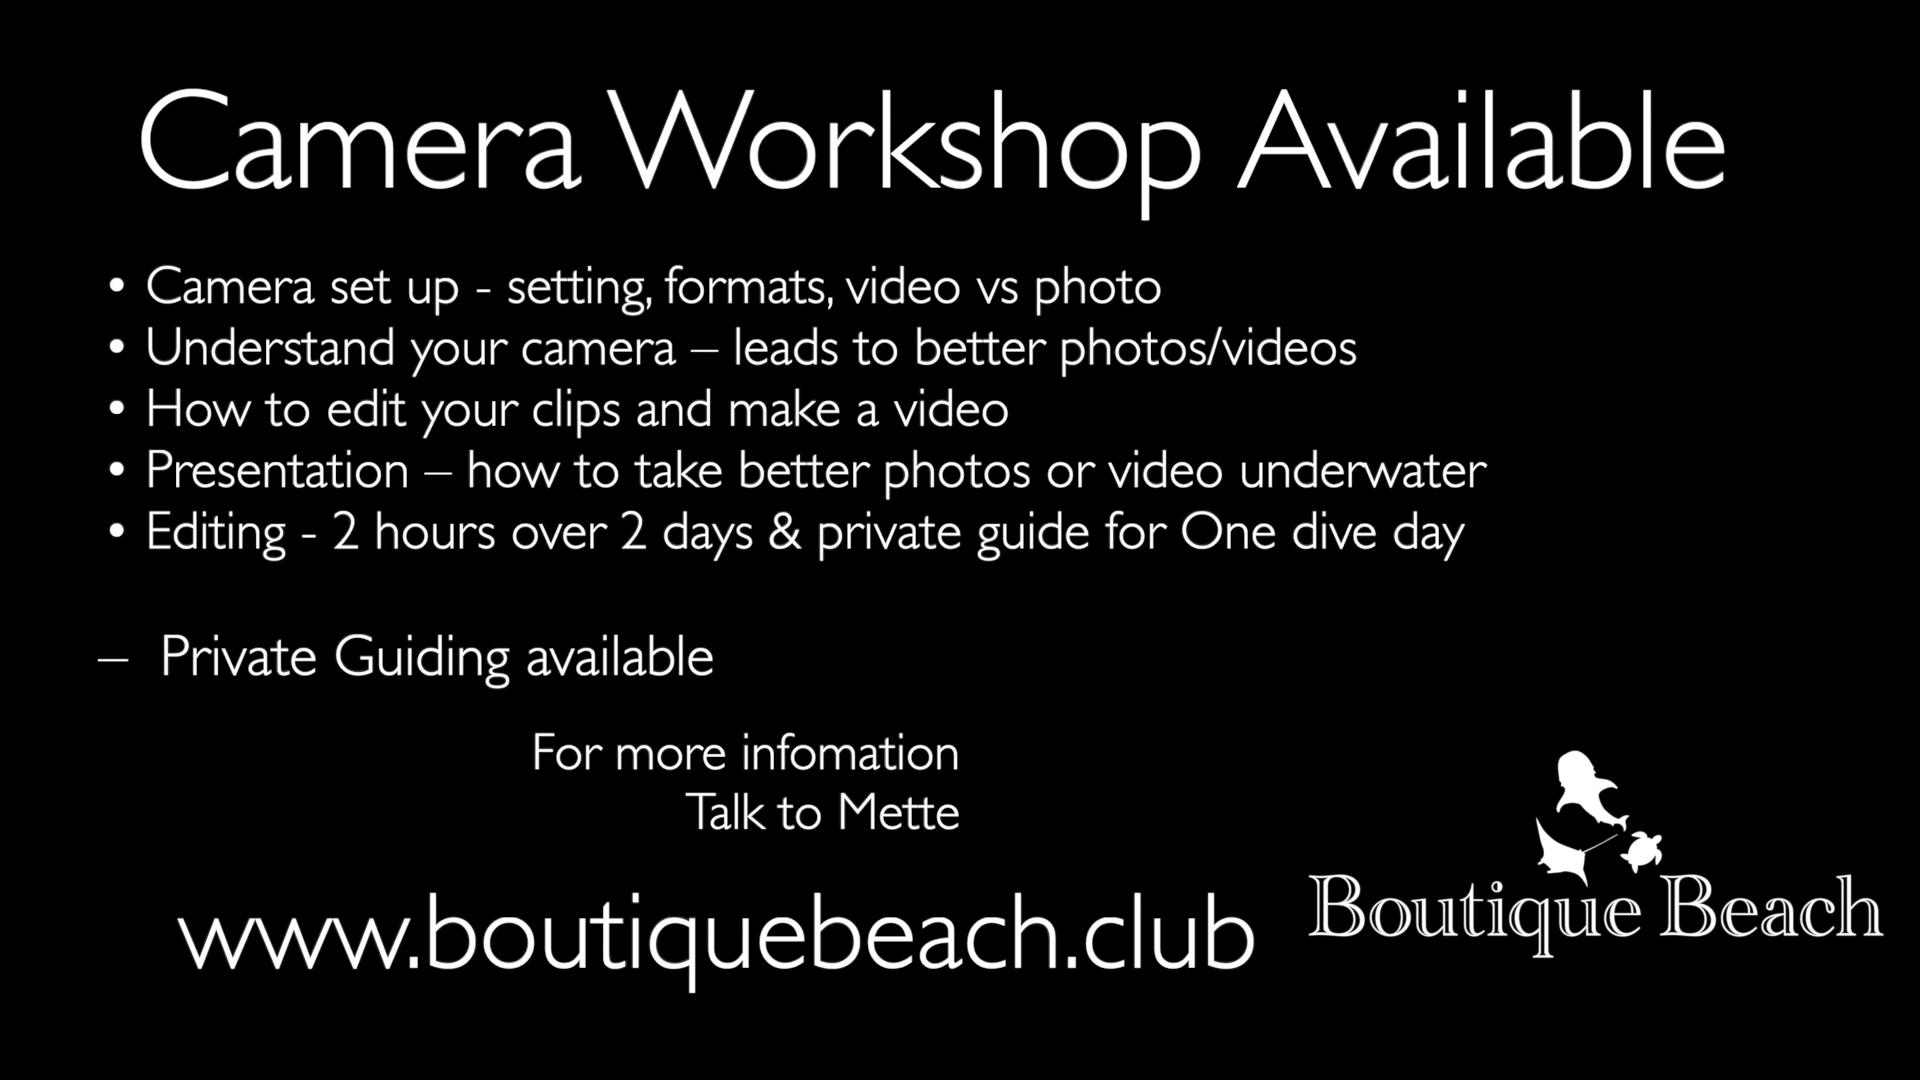 Camera Workshop Available
• Camera set up - setting, formats, video vs photo
• Understand your camera – leads to better photos/videos
• How to edit your clips and make a video
• Presentation – how to take better photos or video underwater
• Editing - 2 hours over 2 days & private guide for One dive day
– Private Guiding available
For more infomation
Talk to Mette
www.boutiquebeach.club
Boutique Beach